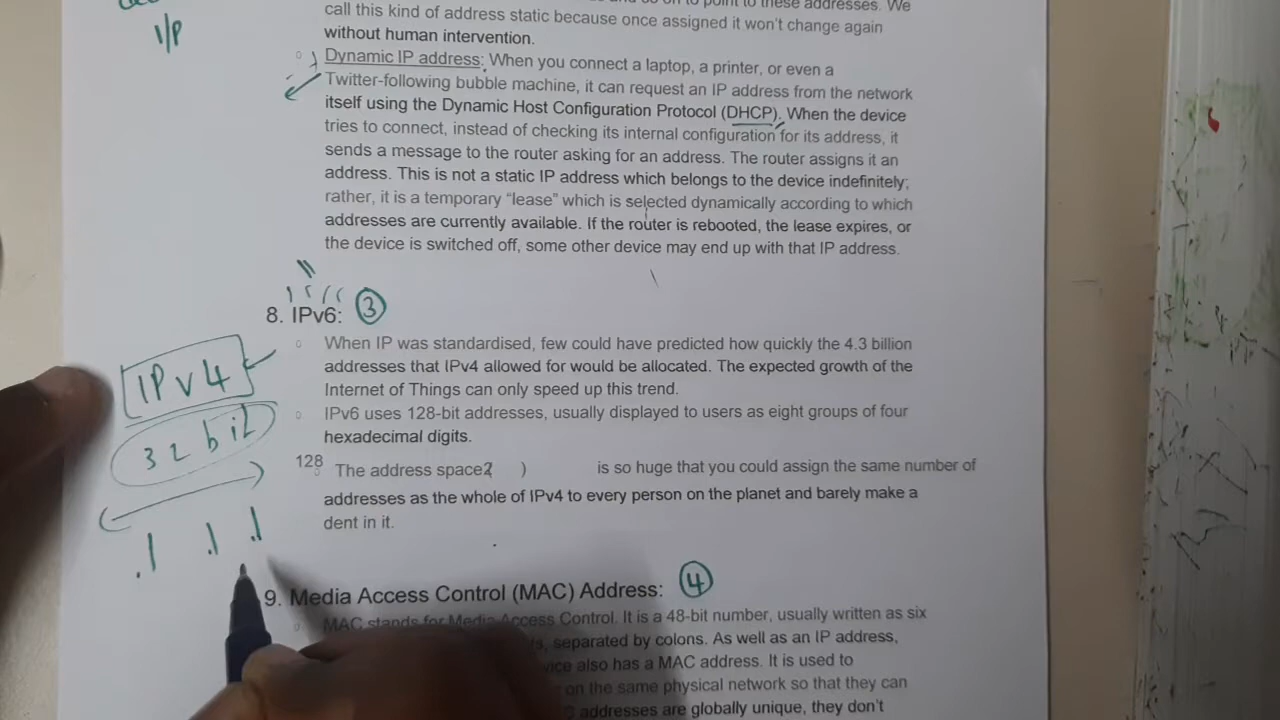 I/P
call this kind of address static because once assigned it won't change again
without human intervention.
Dynamic IP address: When you connect a laptop, a printer, or even a
Twitter-following bubble machine, it can request an IP address from the network
itself using the Dynamic Host Configuration Protocol (DHCP). When the device
tries to connect, instead of checking its internal configuration for its address, it
sends a message to the router asking for an address. The router assigns it an
address. This is not a static IP address which belongs to the device indefinitely;
rather, it is a temporary “lease” which is selected dynamically according to which
addresses are currently available. If the router is rebooted, the lease expires, or
the device is switched off, some other device may end up with that IP address.
8. IPv6: 3
When IP was standardised, few could have predicted how quickly the 4.3 billion
addresses that IPv4 allowed for would be allocated. The expected growth of the
Internet of Things can only speed up this trend.
IPv4
IPv6 uses 128-bit addresses, usually displayed to users as eight groups of four
hexadecimal digits.
32 bit
128 The address space2 ) is so huge that you could assign the same number of
addresses as the whole of IPv4 to every person on the planet and barely make a
dent in it.
9. Media Access Control (MAC) Address: 4
MAC stands for Media Access Control. It is a 48-bit number, usually written as six
separated by colons. As well as an IP address,
also has a MAC address. It is used to
on the same physical network so that they can
addresses are globally unique, they don't